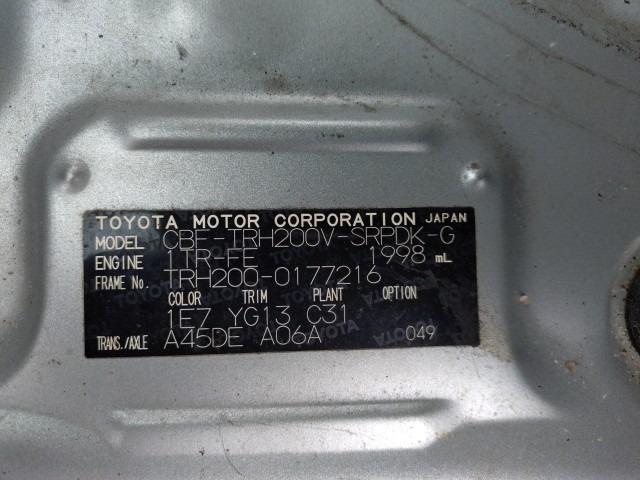 TOYOTA MOTOR CORPORATION JAPAN
MODEL CBF-TRH200V-SRPDK-G
ENGINE 1TR-FE 1998 mL
FRAME No. TRH200-0177216
COLOR TRIM PLANT OPTION
1E7 YG13 C31
TRANS./AXLE A45DE A06A 049